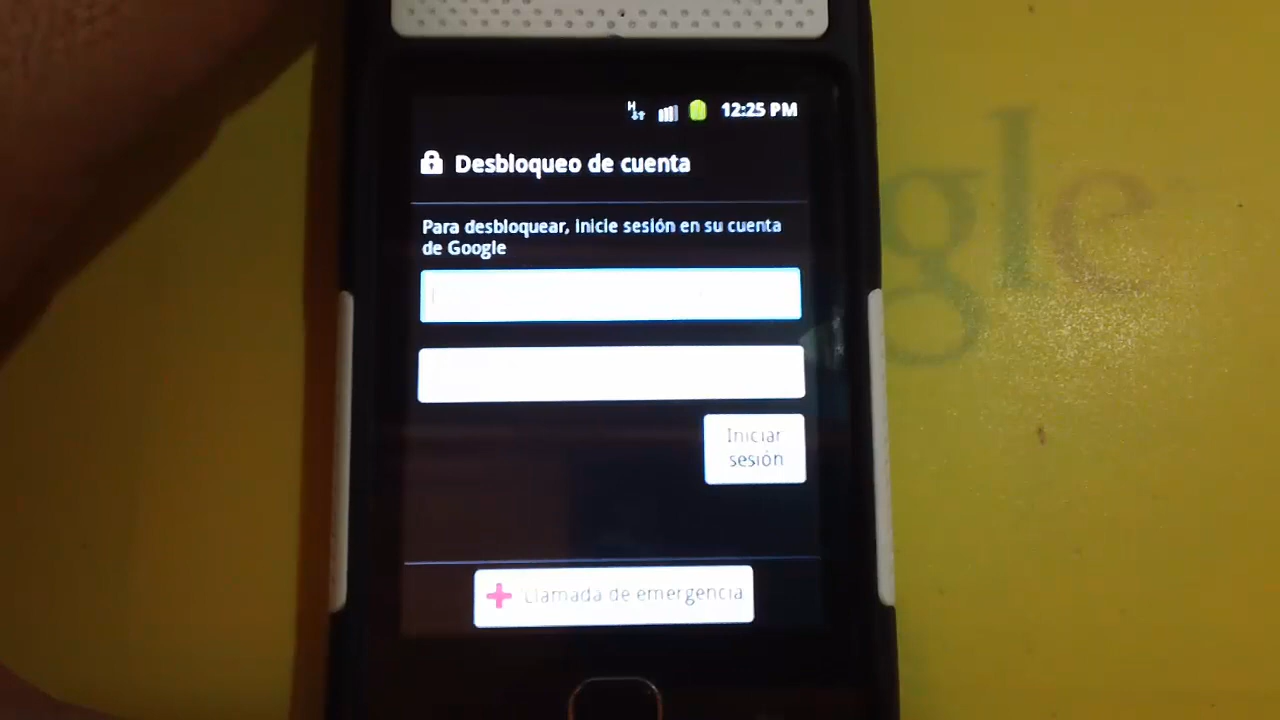 H
12:25 PM
Desbloqueo de cuenta
Para desbloquear, inicie sesión en su cuenta
de Google
Iniciar
sesión
Llamada de emergencia
gle